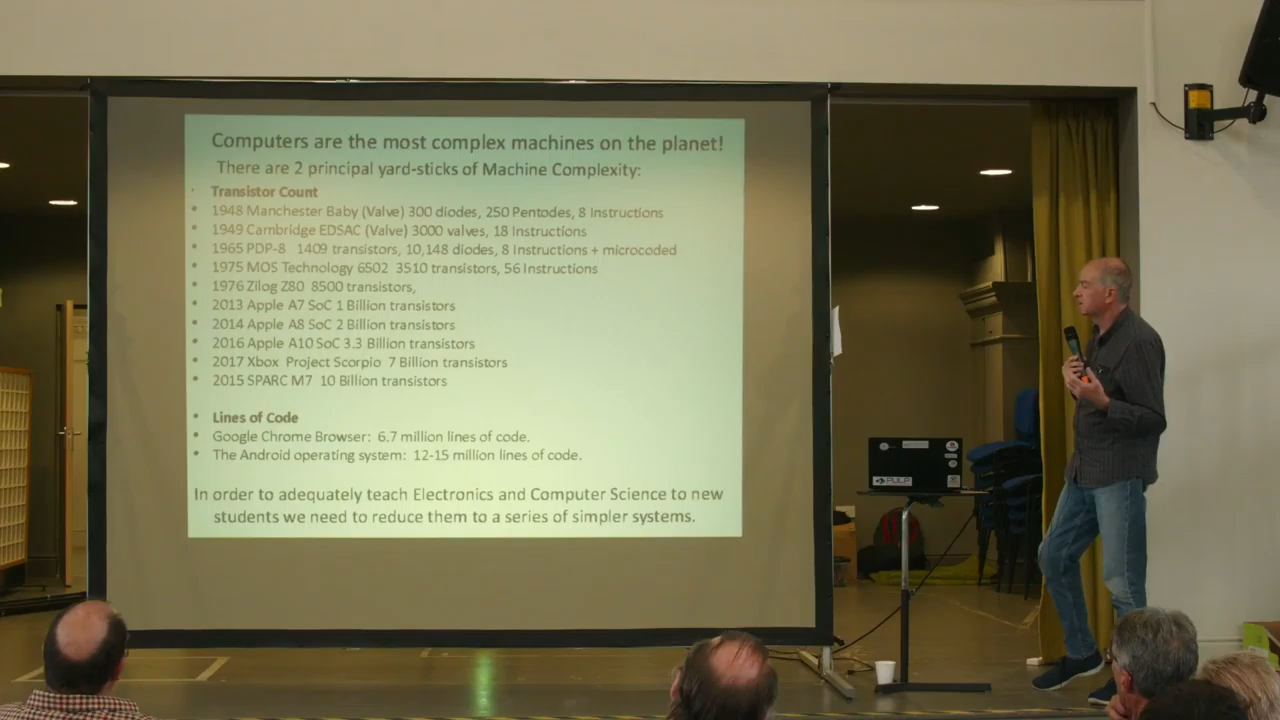 Computers are the most complex machines on the planet!
There are 2 principal yard-sticks of Machine Complexity:
Transistor Count
1948 Manchester Baby (Valve) 300 diodes, 250 Pentodes, 8 Instructions
1949 Cambridge EDSAC (Valve) 3000 valves, 18 Instructions
1965 PDP-8 1409 transistors, 10,148 diodes, 8 Instructions + microcoded
1975 MOS Technology 6502 3510 transistors, 56 Instructions
1976 Zilog Z80 8500 transistors,
2013 Apple A7 SoC 1 Billion transistors
2014 Apple A8 SoC 2 Billion transistors
2016 Apple A10 SoC 3.3 Billion transistors
2017 Xbox Project Scorpio 7 Billion transistors
2015 SPARC M7 10 Billion transistors
Lines of Code
Google Chrome Browser: 6.7 million lines of code.
The Android operating system: 12-15 million lines of code.
In order to adequately teach Electronics and Computer Science to new
students we need to reduce them to a series of simpler systems.
PULP